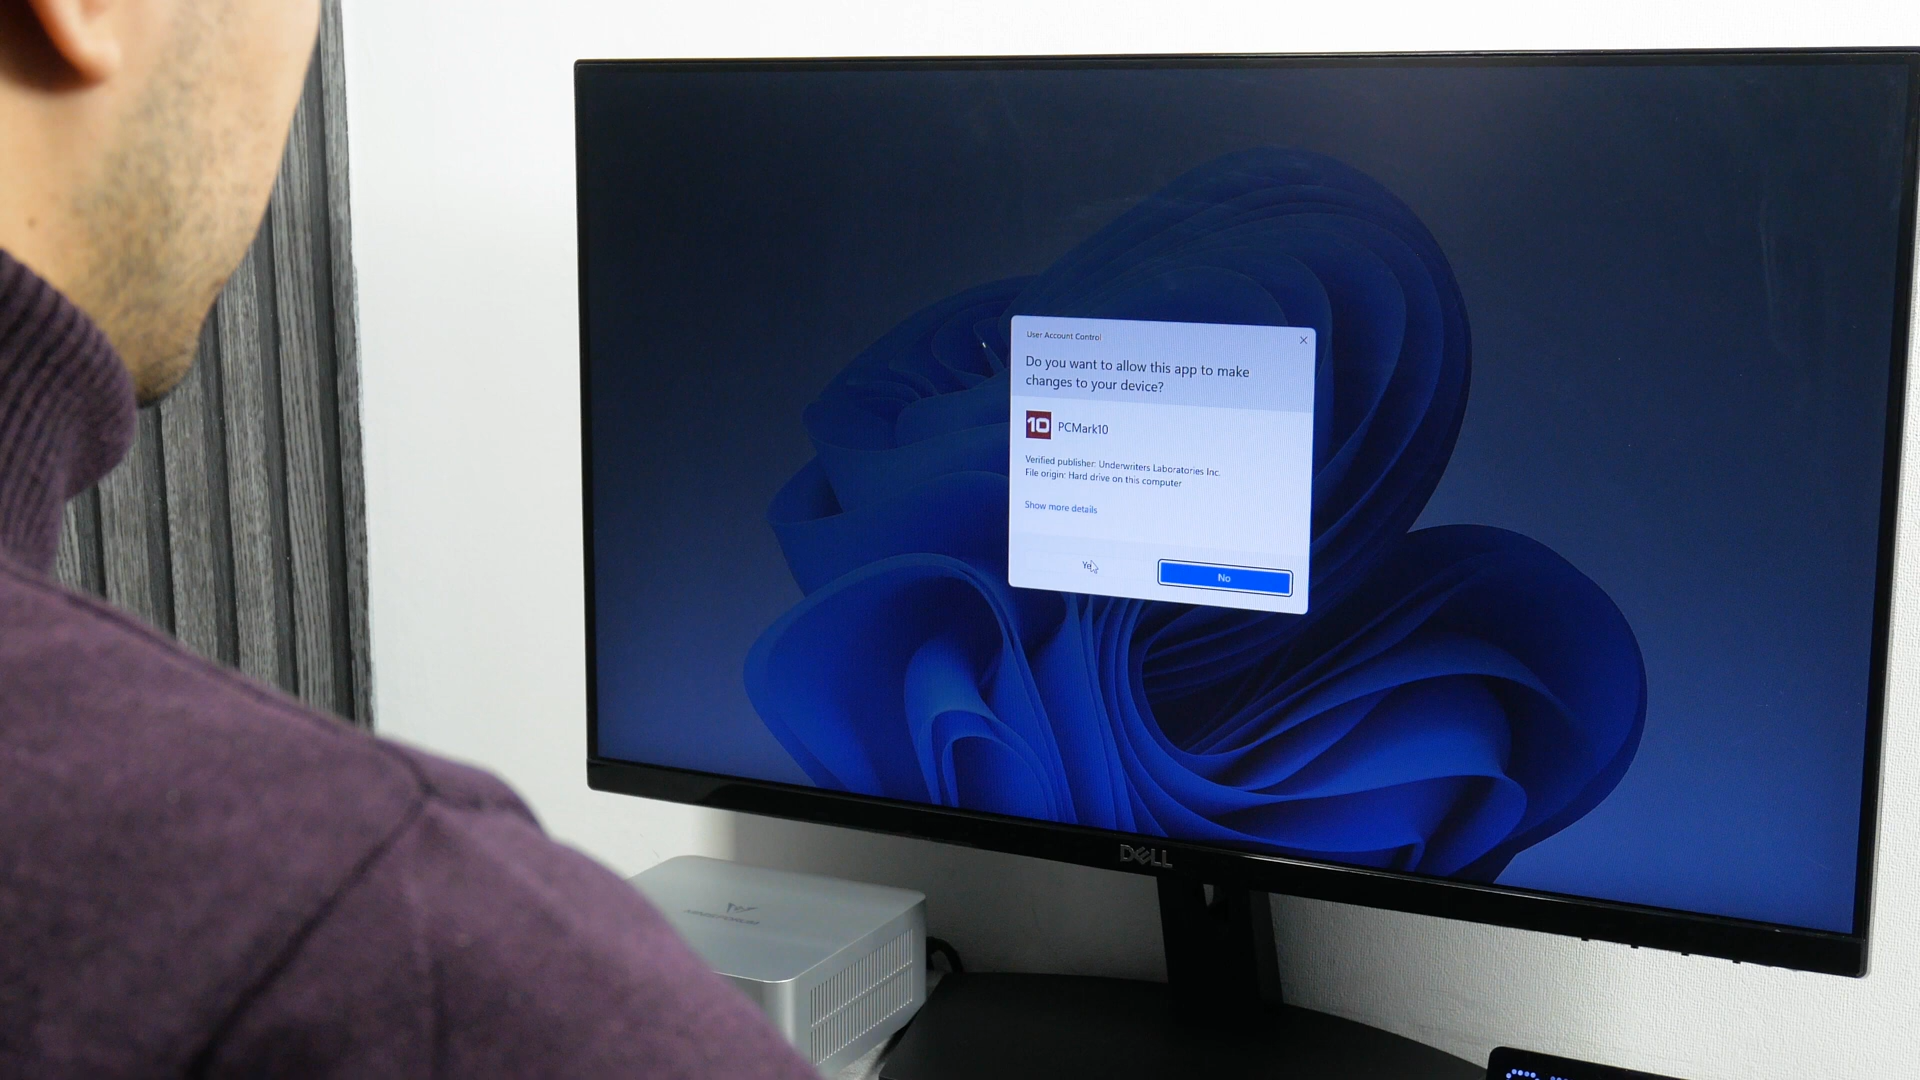 User Account Control
Do you want to allow this app to make
changes to your device?
10 PCMark10
Verified publisher: Underwriters Laboratories Inc.
File origin: Hard drive on this computer
Show more details
No
DELL
MINISFORUM